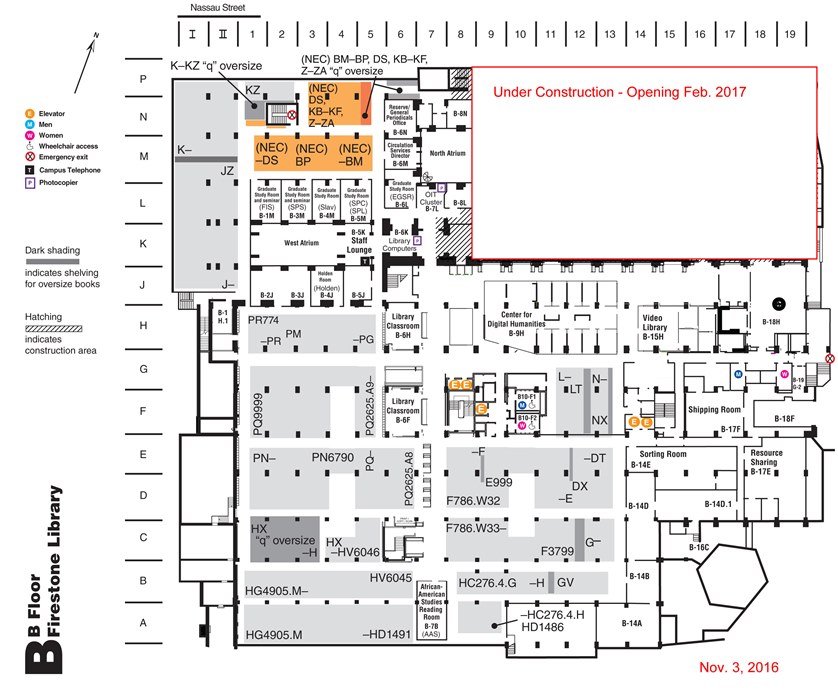 Nassau Street
I II 1 2 3 4 5 6 7 8 9 10 11 12 13 14 15 16 17 18 19
N
K–KZ “q” oversize
(NEC) BM–BP, DS, KB–KF,
Z–ZA “q” oversize
P
KZ
(NEC)
DS,
KB–KF,
Z–ZA
Under Construction - Opening Feb. 2017
E Elevator
M Men
W Women
Wheelchair access
Emergency exit
T Campus Telephone
P Photocopier
N
Reserve/
General
Periodicals
Office
B-6N
B-8N
M
K–
JZ
(NEC)
–DS
(NEC)
BP
(NEC)
–BM
Circulation
Services
Director
B-6M
North Atrium
L
Graduate
Study Room
and seminar
(FIS)
B-1M
Graduate
Study Room
and seminar
(SPS)
B-3M
Graduate
Study Room
(Slav)
B-4M
Graduate
Study Room
(SPC)
(SPL)
B-5M
Graduate
Study Room
(EGSR)
B-6L
OIT
Cluster
B-7L
P
B-8L
K
West Atrium
B-5K
Staff
Lounge
T
B-6K
Library
Computers
P
Dark shading
indicates shelving
for oversize books
J
J–
B-2J
B-3J
Holden
Room
(Holden)
B-4J
B-5J
Hatching
indicates
construction area
H
B-1
H.1
PR774
PM
–PR
–PG
Library
Classroom
B-6H
Center for
Digital Humanities
B-9H
Video
Library
B-15H
B-18H
G
M
W
B-19
G-2
F
PQ9999
PQ2625.A9–
Library
Classroom
B-6F
E E
E
B10-F1
M
B10-F2
W
L–
LT
N–
NX
E E
Shipping Room
B-17F
B-18F
E
PN–
PN6790
PQ–
PQ2625.A8
–F
E999
–DT
Sorting Room
B-14E
Resource
Sharing
B-17E
D
F786.W32
DX
–E
B-14D
B-14D.1
C
HX
“q” oversize
–H
HX
–HV6046
F786.W33–
F3799
G–
B-16C
B
HV6045
HG4905.M–
African-
American
Studies
Reading
Room
B-7B
(AAS)
HC276.4.G
–H
GV
B-14B
A
HG4905.M
–HD1491
–HC276.4.H
HD1486
B-14A
B B Floor
Firestone Library
Nov. 3, 2016